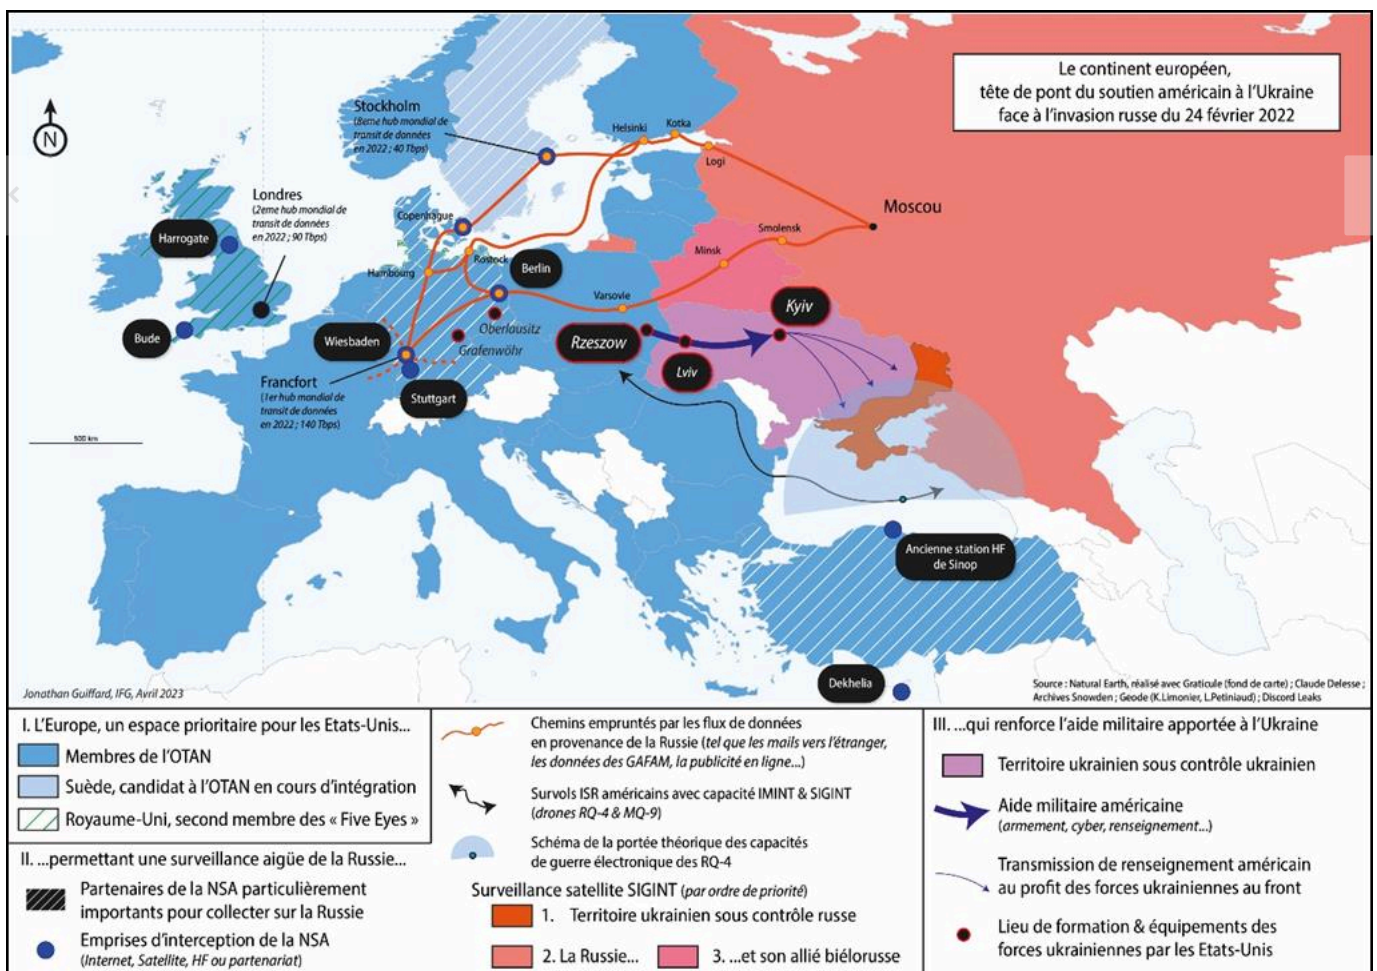 Le continent européen,
tête de pont du soutien américain à l'Ukraine
face à l'invasion russe du 24 février 2022
N
Stockholm
(8eme hub mondial de
transit de données
en 2022 ; 40 Tbps)
Helsinki
Kotka
Logi
Moscou
Londres
(2eme hub mondial de
transit de données
en 2022 ; 90 Tbps)
Harrogate
Copenhague
Smolensk
Minsk
Hambourg
Rostock
Berlin
Varsovie
Kyiv
Bude
Wiesbaden
Oberlausitz
Grafenwöhr
Rzeszow
Lviv
Francfort
(1er hub mondial de
transit de données
en 2022 ; 140 Tbps)
Stuttgart
500 km
Ancienne station HF
de Sinop
Dekhelia
Jonathan Guiffard, IFG, Avril 2023
Source : Natural Earth, réalisé avec Graticule (fond de carte) ; Claude Delesse ;
Archives Snowden ; Geode (K.Limonier, L.Petiniaud) ; Discord Leaks
I. L'Europe, un espace prioritaire pour les Etats-Unis...
Membres de l'OTAN
Suède, candidat à l'OTAN en cours d'intégration
Royaume-Uni, second membre des « Five Eyes »
II. ...permettant une surveillance aigüe de la Russie...
Partenaires de la NSA particulièrement
importants pour collecter sur la Russie
Emprises d'interception de la NSA
(Internet, Satellite, HF ou partenariat)
Chemins empruntés par les flux de données
en provenance de la Russie (tel que les mails vers l'étranger,
les données des GAFAM, la publicité en ligne...)
Survols ISR américains avec capacité IMINT & SIGINT
(drones RQ-4 & MQ-9)
Schéma de la portée théorique des capacités
de guerre électronique des RQ-4
Surveillance satellite SIGINT (par ordre de priorité)
1. Territoire ukrainien sous contrôle russe
2. La Russie...
3. ...et son allié biélorusse
III. ...qui renforce l'aide militaire apportée à l'Ukraine
Territoire ukrainien sous contrôle ukrainien
Aide militaire américaine
(armement, cyber, renseignement...)
Transmission de renseignement américain
au profit des forces ukrainiennes au front
Lieu de formation & équipements des
forces ukrainiennes par les Etats-Unis